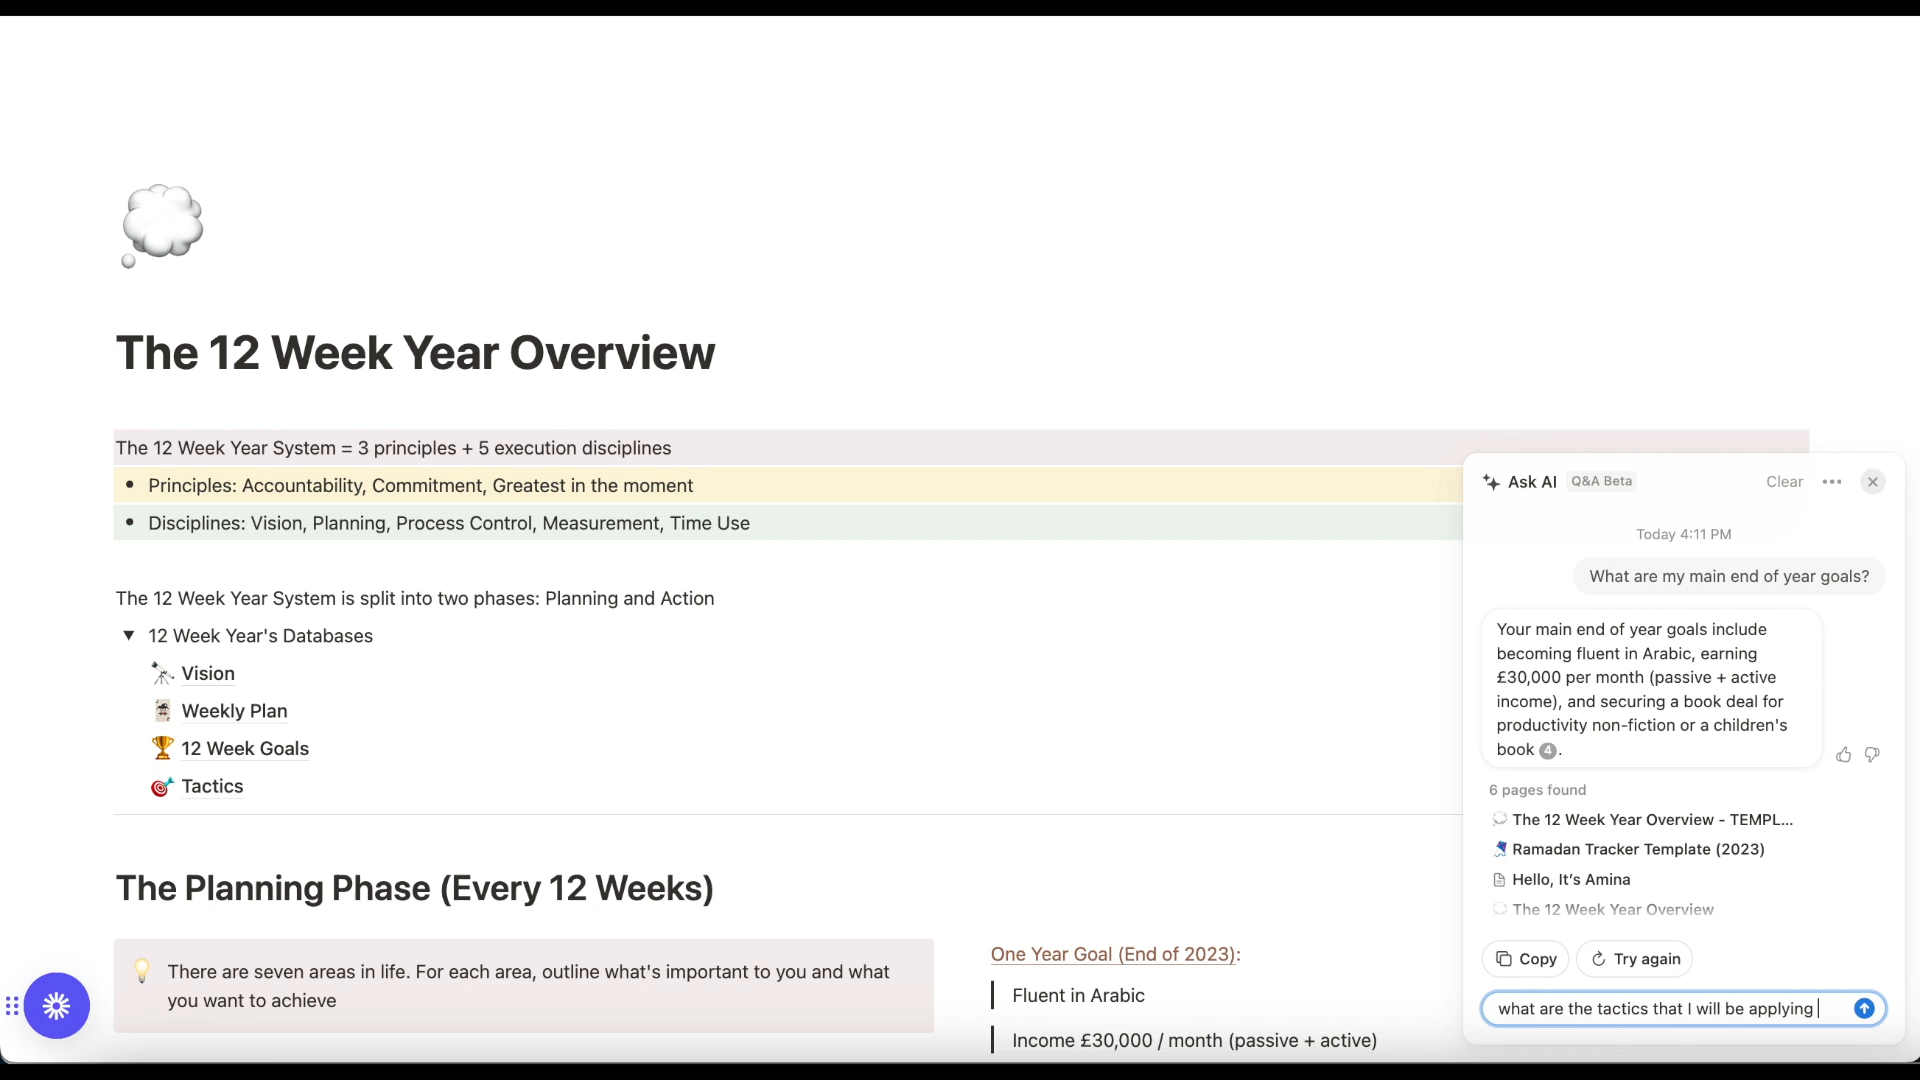 The 12 Week Year Overview
The 12 Week Year System = 3 principles + 5 execution disciplines
• Principles: Accountability, Commitment, Greatest in the moment
• Disciplines: Vision, Planning, Process Control, Measurement, Time Use
The 12 Week Year System is split into two phases: Planning and Action
12 Week Year's Databases
Vision
Weekly Plan
12 Week Goals
Tactics
The Planning Phase (Every 12 Weeks)
There are seven areas in life. For each area, outline what's important to you and what
you want to achieve
One Year Goal (End of 2023):
Fluent in Arabic
Income £30,000 / month (passive + active)
Ask AI Q&A Beta Clear
Today 4:11 PM
What are my main end of year goals?
Your main end of year goals include
becoming fluent in Arabic, earning
£30,000 per month (passive + active
income), and securing a book deal for
productivity non-fiction or a children's
book 4.
6 pages found
The 12 Week Year Overview - TEMPL...
Ramadan Tracker Template (2023)
Hello, It’s Amina
The 12 Week Year Overview
Copy Try again
what are the tactics that I will be applying